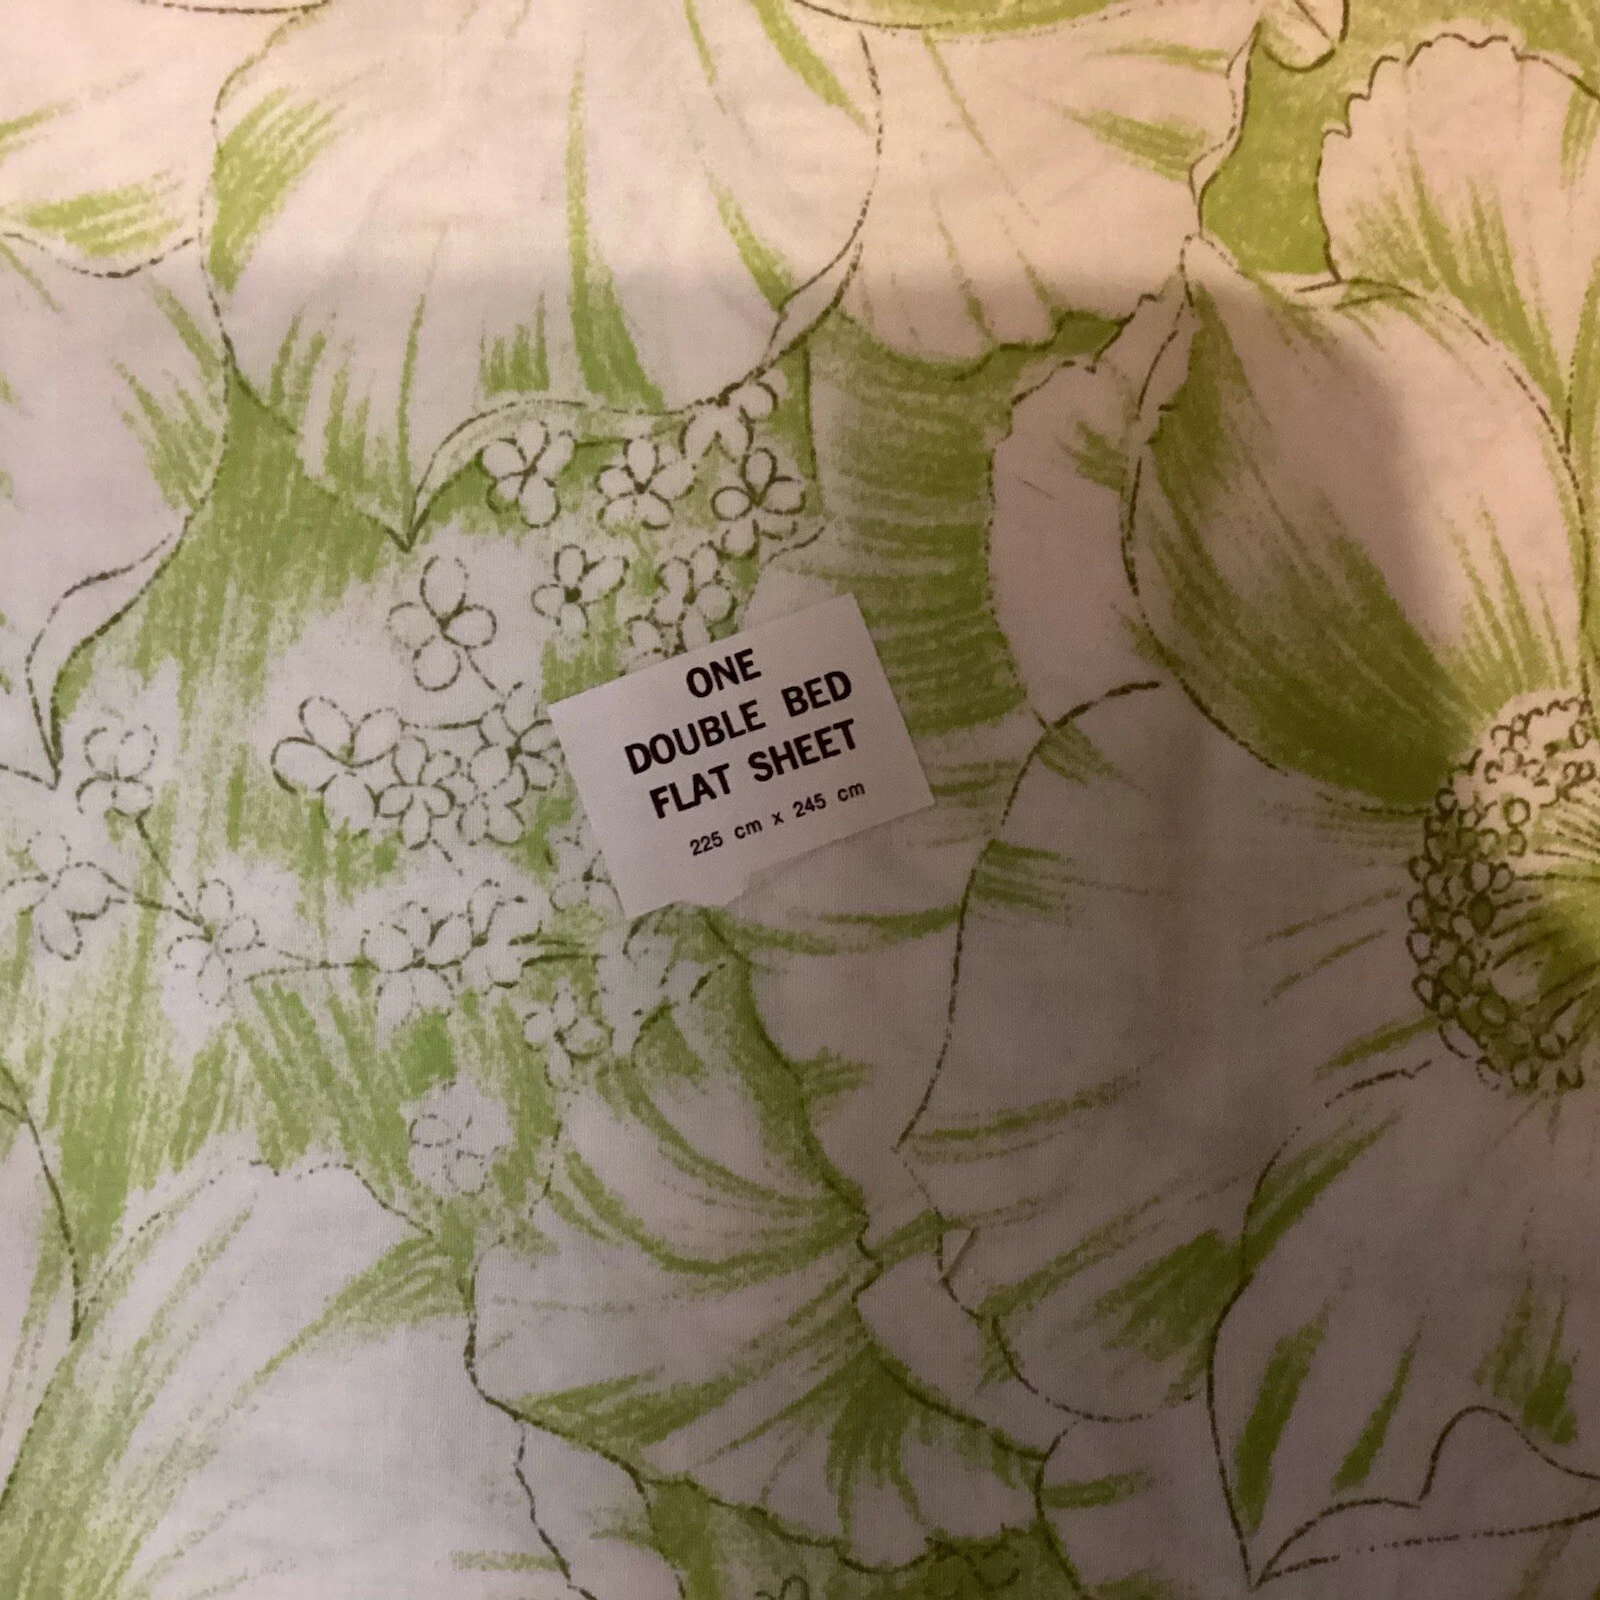 ONE
DOUBLE BED
FLAT SHEET
225 cm x 245 cm